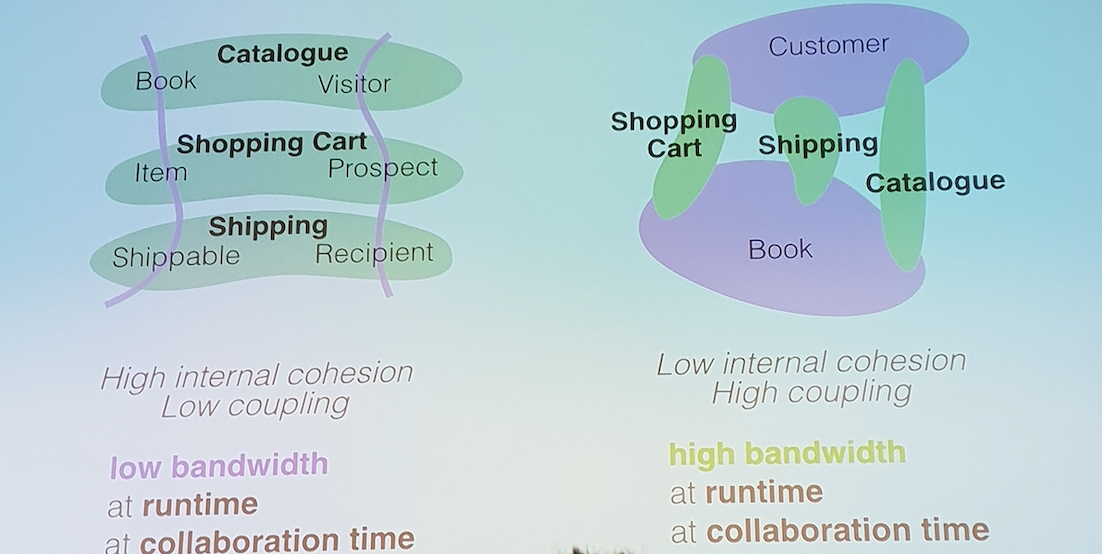 Catalogue
Book Visitor
Shopping Cart
Item Prospect
Shipping
Shippable Recipient
High internal cohesion
Low coupling
low bandwidth
at runtime
at collaboration time
Customer
Shopping
Cart
Shipping
Catalogue
Book
Low internal cohesion
High coupling
high bandwidth
at runtime
at collaboration time